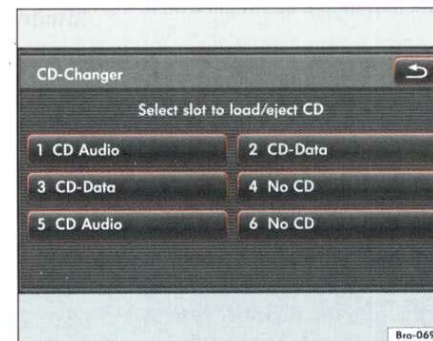 CD-Changer
Select slot to load/eject CD
1 CD Audio
2 CD-Data
3 CD-Data
4 No CD
5 CD Audio
6 No CD
Bra-069